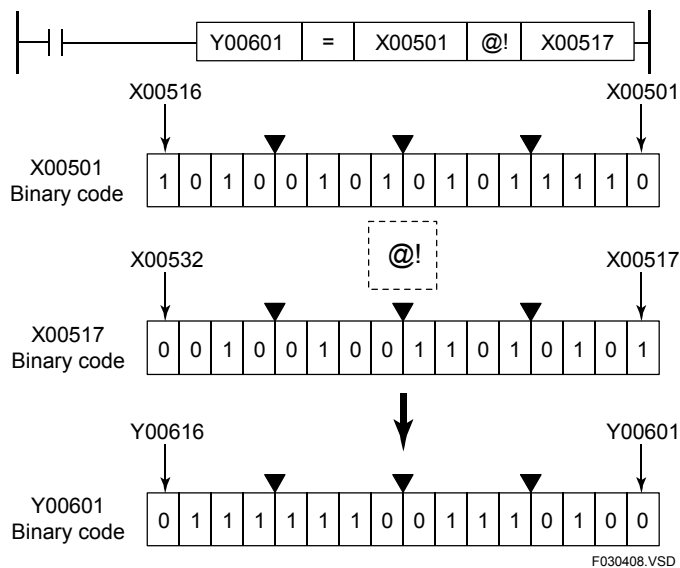 Y00601 = X00501 @! X00517
X00516 X00501
X00501
Binary code
1 0 1 0 0 1 0 1 0 1 0 1 1 1 1 0
@!
X00532 X00517
X00517
Binary code
0 0 1 0 0 1 0 0 1 1 0 1 0 1 0 1
Y00616 Y00601
Y00601
Binary code
0 1 1 1 1 1 1 0 0 1 1 1 0 1 0 0
F030408.VSD